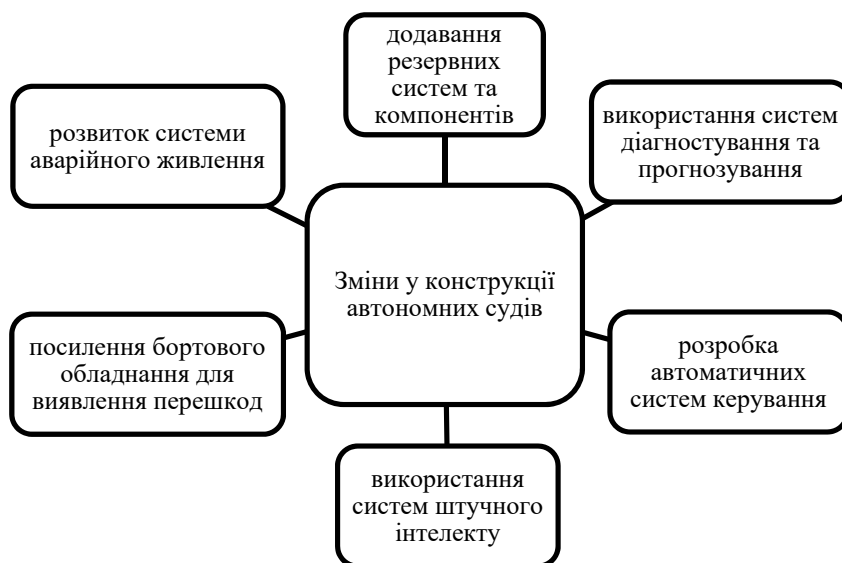 додавання
резервних
систем та
компонентів
розвиток системи
аварійного живлення
використання систем
діагностування та
прогнозування
Зміни у конструкції
автономних судів
посилення бортового
обладнання для
виявлення перешкод
розробка
автоматичних
систем керування
використання
систем штучного
інтелекту